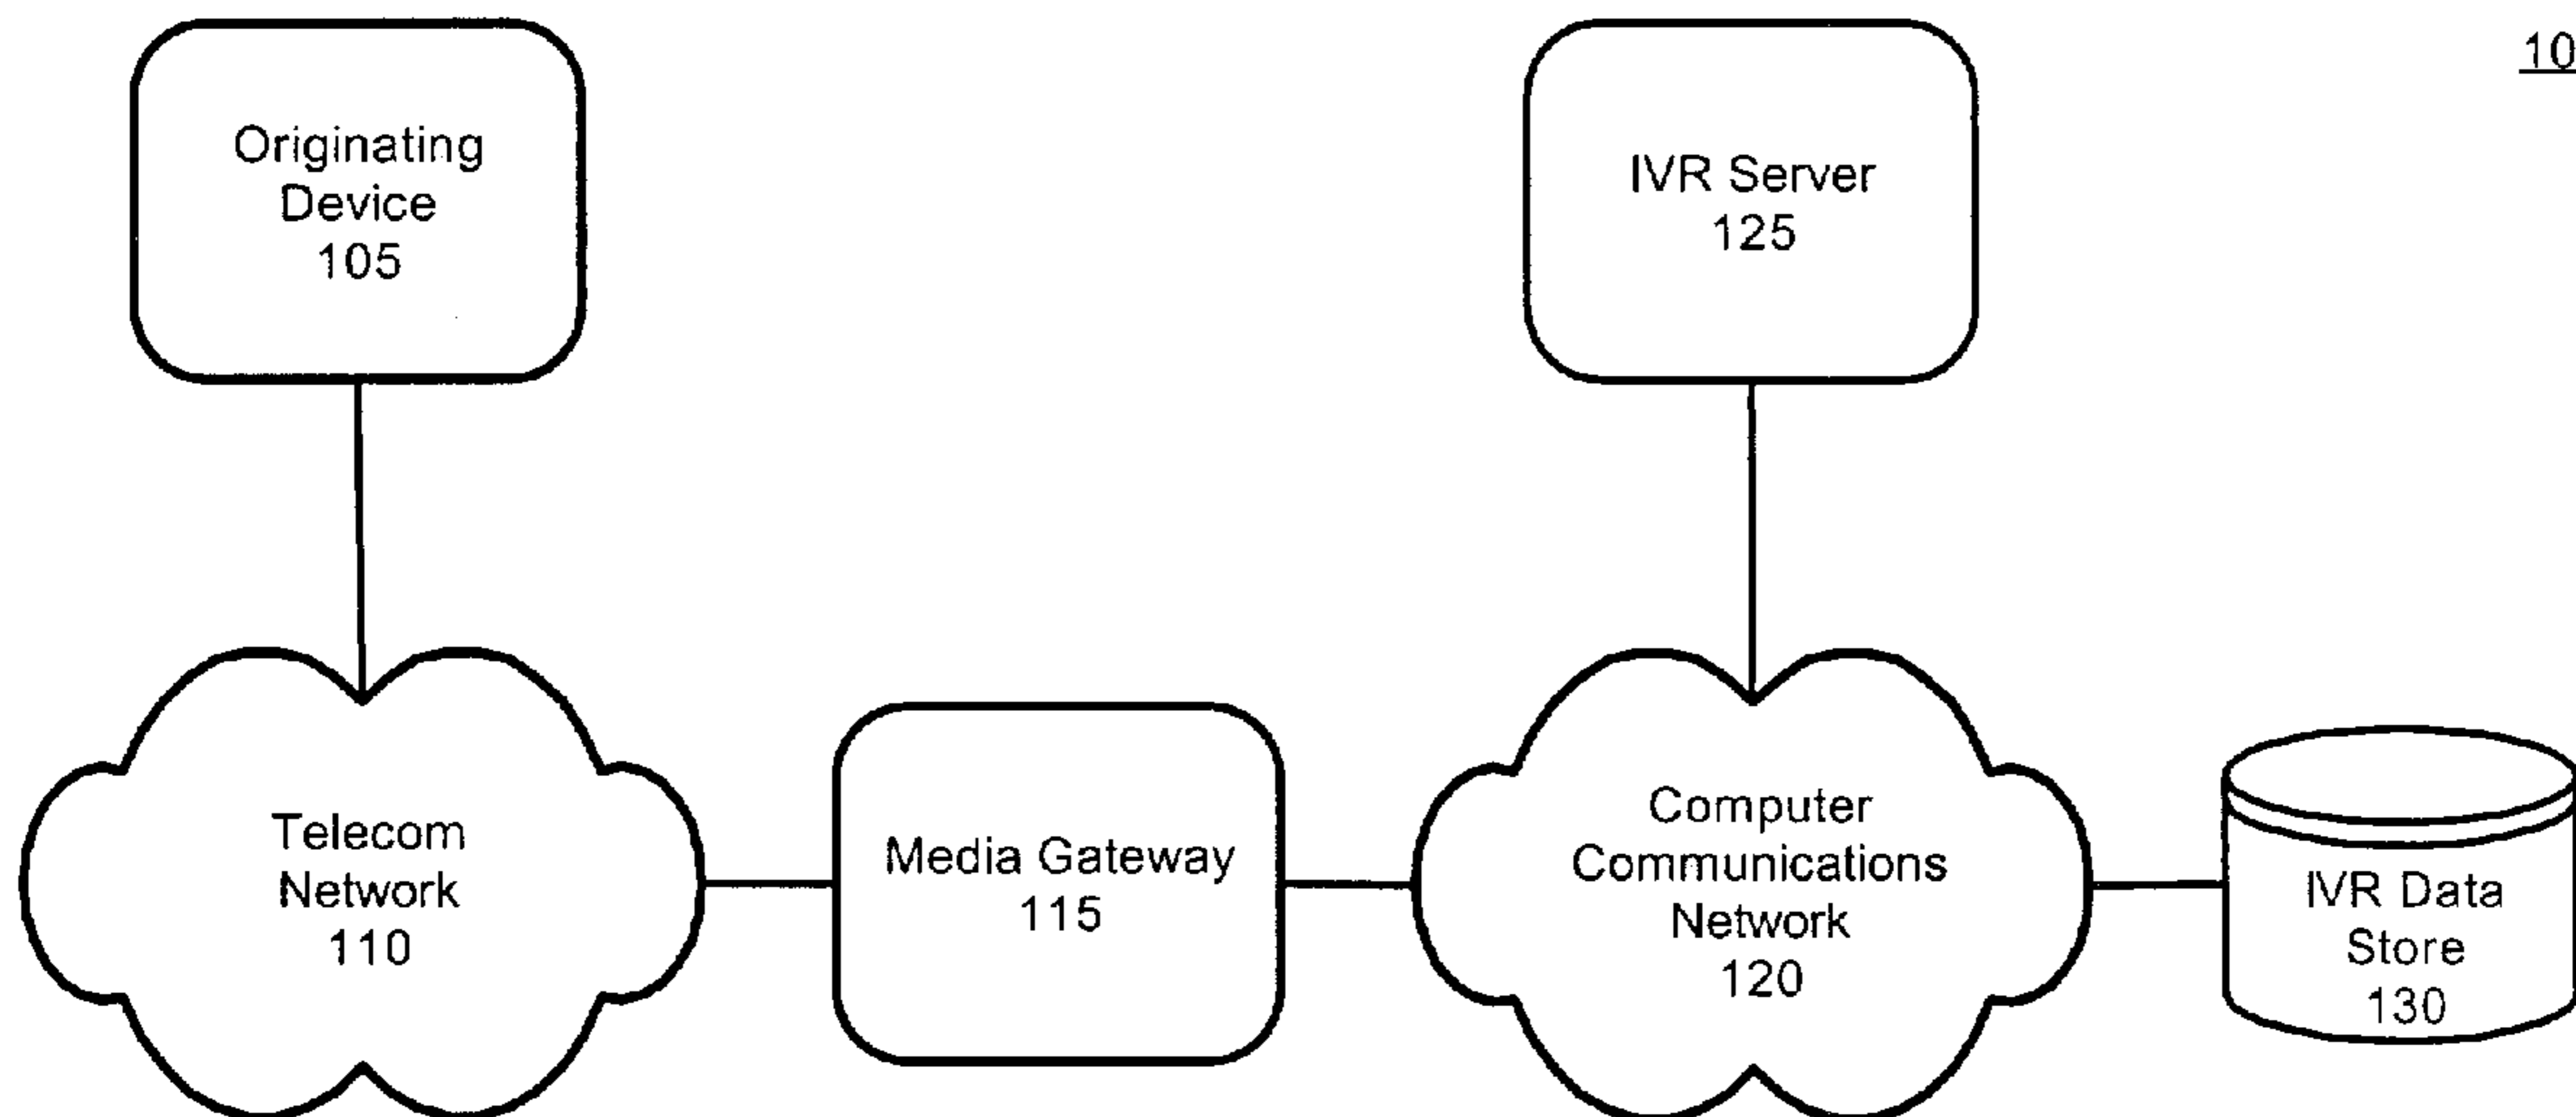 Originating
Device
105
IVR Server
125
10
Telecom
Network
110
Media Gateway
115
Computer
Communications
Network
120
IVR Data
Store
130